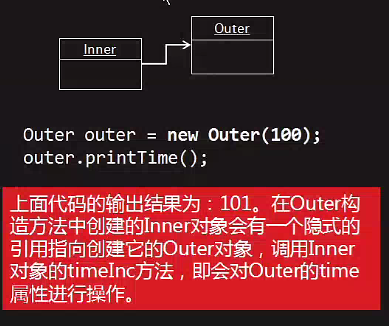 Outer
Inner
Outer outer = new Outer(100);
outer.printTime();
上面代码的输出结果为：101。在Outer构
造方法中创建的Inner对象会有一个隐式的
引用指向创建它的Outer对象，调用Inner
对象的timeInc方法，即会对Outer的time
属性进行操作。